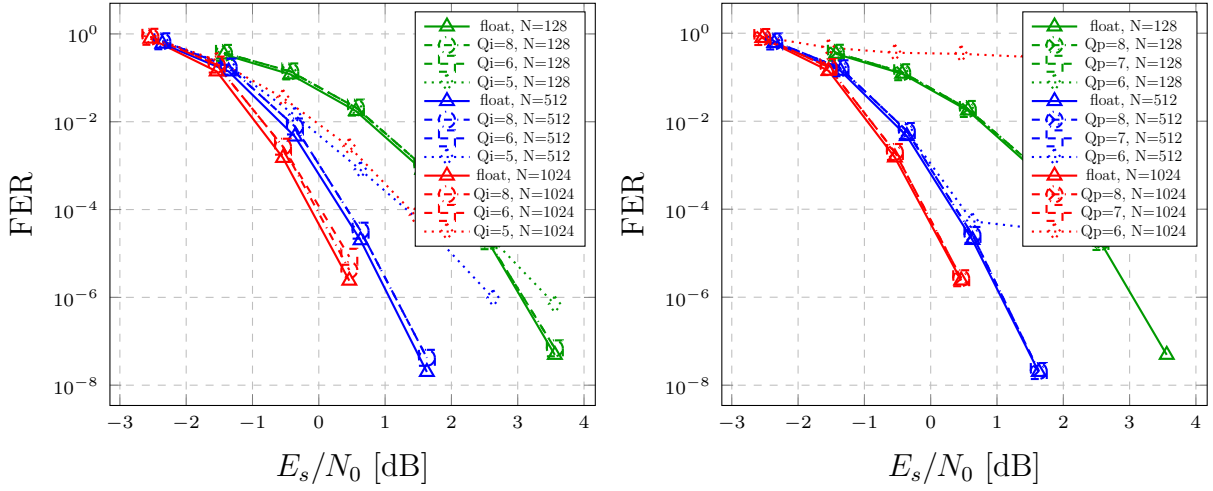 float, N=128
Qi=8, N=128
Qi=6, N=128
Qi=5, N=128
float, N=512
Qi=8, N=512
Qi=6, N=512
Qi=5, N=512
float, N=1024
Qi=8, N=1024
Qi=6, N=1024
Qi=5, N=1024
FER
10^0
10^−2
10^−4
10^−6
10^−8
−3 −2 −1 0 1 2 3 4
E_s/N_0 [dB]
float, N=128
Qp=8, N=128
Qp=7, N=128
Qp=6, N=128
float, N=512
Qp=8, N=512
Qp=7, N=512
Qp=6, N=512
float, N=1024
Qp=8, N=1024
Qp=7, N=1024
Qp=6, N=1024
FER
10^0
10^−2
10^−4
10^−6
10^−8
−3 −2 −1 0 1 2 3 4
E_s/N_0 [dB]